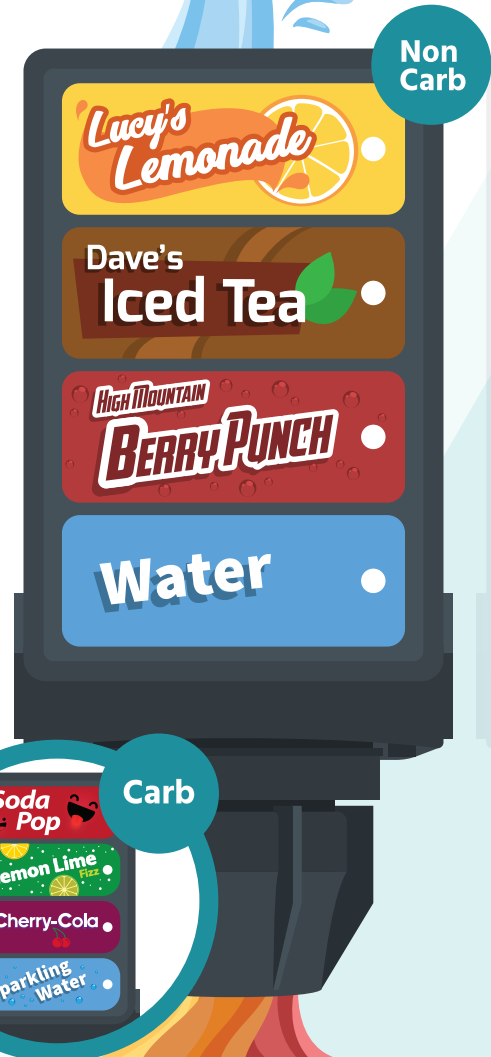 Non
Carb
Lucy's
Lemonade
Dave's
Iced Tea
HIGH MOUNTAIN
BERRY PUNCH
Water
Carb
Soda
Pop
emon Lime
Fizz
Cherry-Cola
parkling
Water